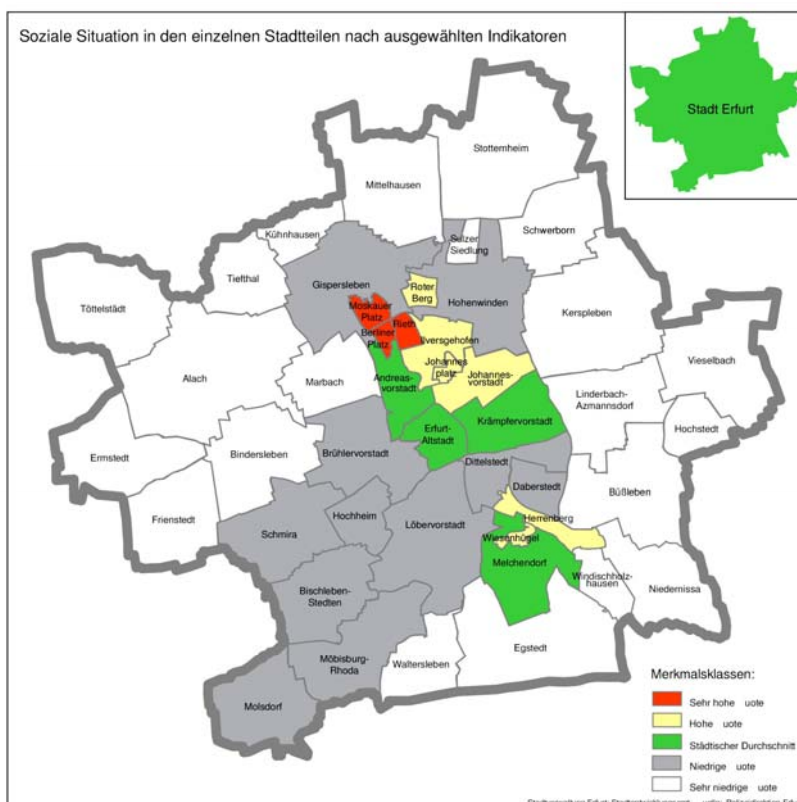 Soziale Situation in den einzelnen Stadtteilen nach ausgewählten Indikatoren
Stadt Erfurt
Stotternheim
Mittelhausen
Kühnhausen
Sulzer
Siedlung
Schwerborn
Tiefthal
Gispersleben
Roter
Berg
Hohenwinden
Töttelstädt
Moskauer
Platz
Kerspleben
Rieth
Berliner
Platz
Ilversgehofen
Vieselbach
Johannes
platz
Alach
Marbach
Andreas-
vorstadt
Johannes-
vorstadt
Linderbach-
Azmannsdorf
Krämpfervorstadt
Hochstedt
Erfurt-
Altstadt
Ermstedt
Bindersleben
Brühlervorstadt
Dittelstedt
Daberstedt
Büßleben
Frienstedt
Hochheim
Löbervorstadt
Herrenberg
Schmira
Wiesenhügel
Melchendorf
Bischleben-
Stedten
Windischholz-
hausen
Niedernissa
Egstedt
Möbisburg-
Rhoda
Waltersleben
Molsdorf
Merkmalsklassen:
Sehr hohe uote
Hohe uote
Städtischer Durchschnitt
Niedrige uote
Sehr niedrige uote